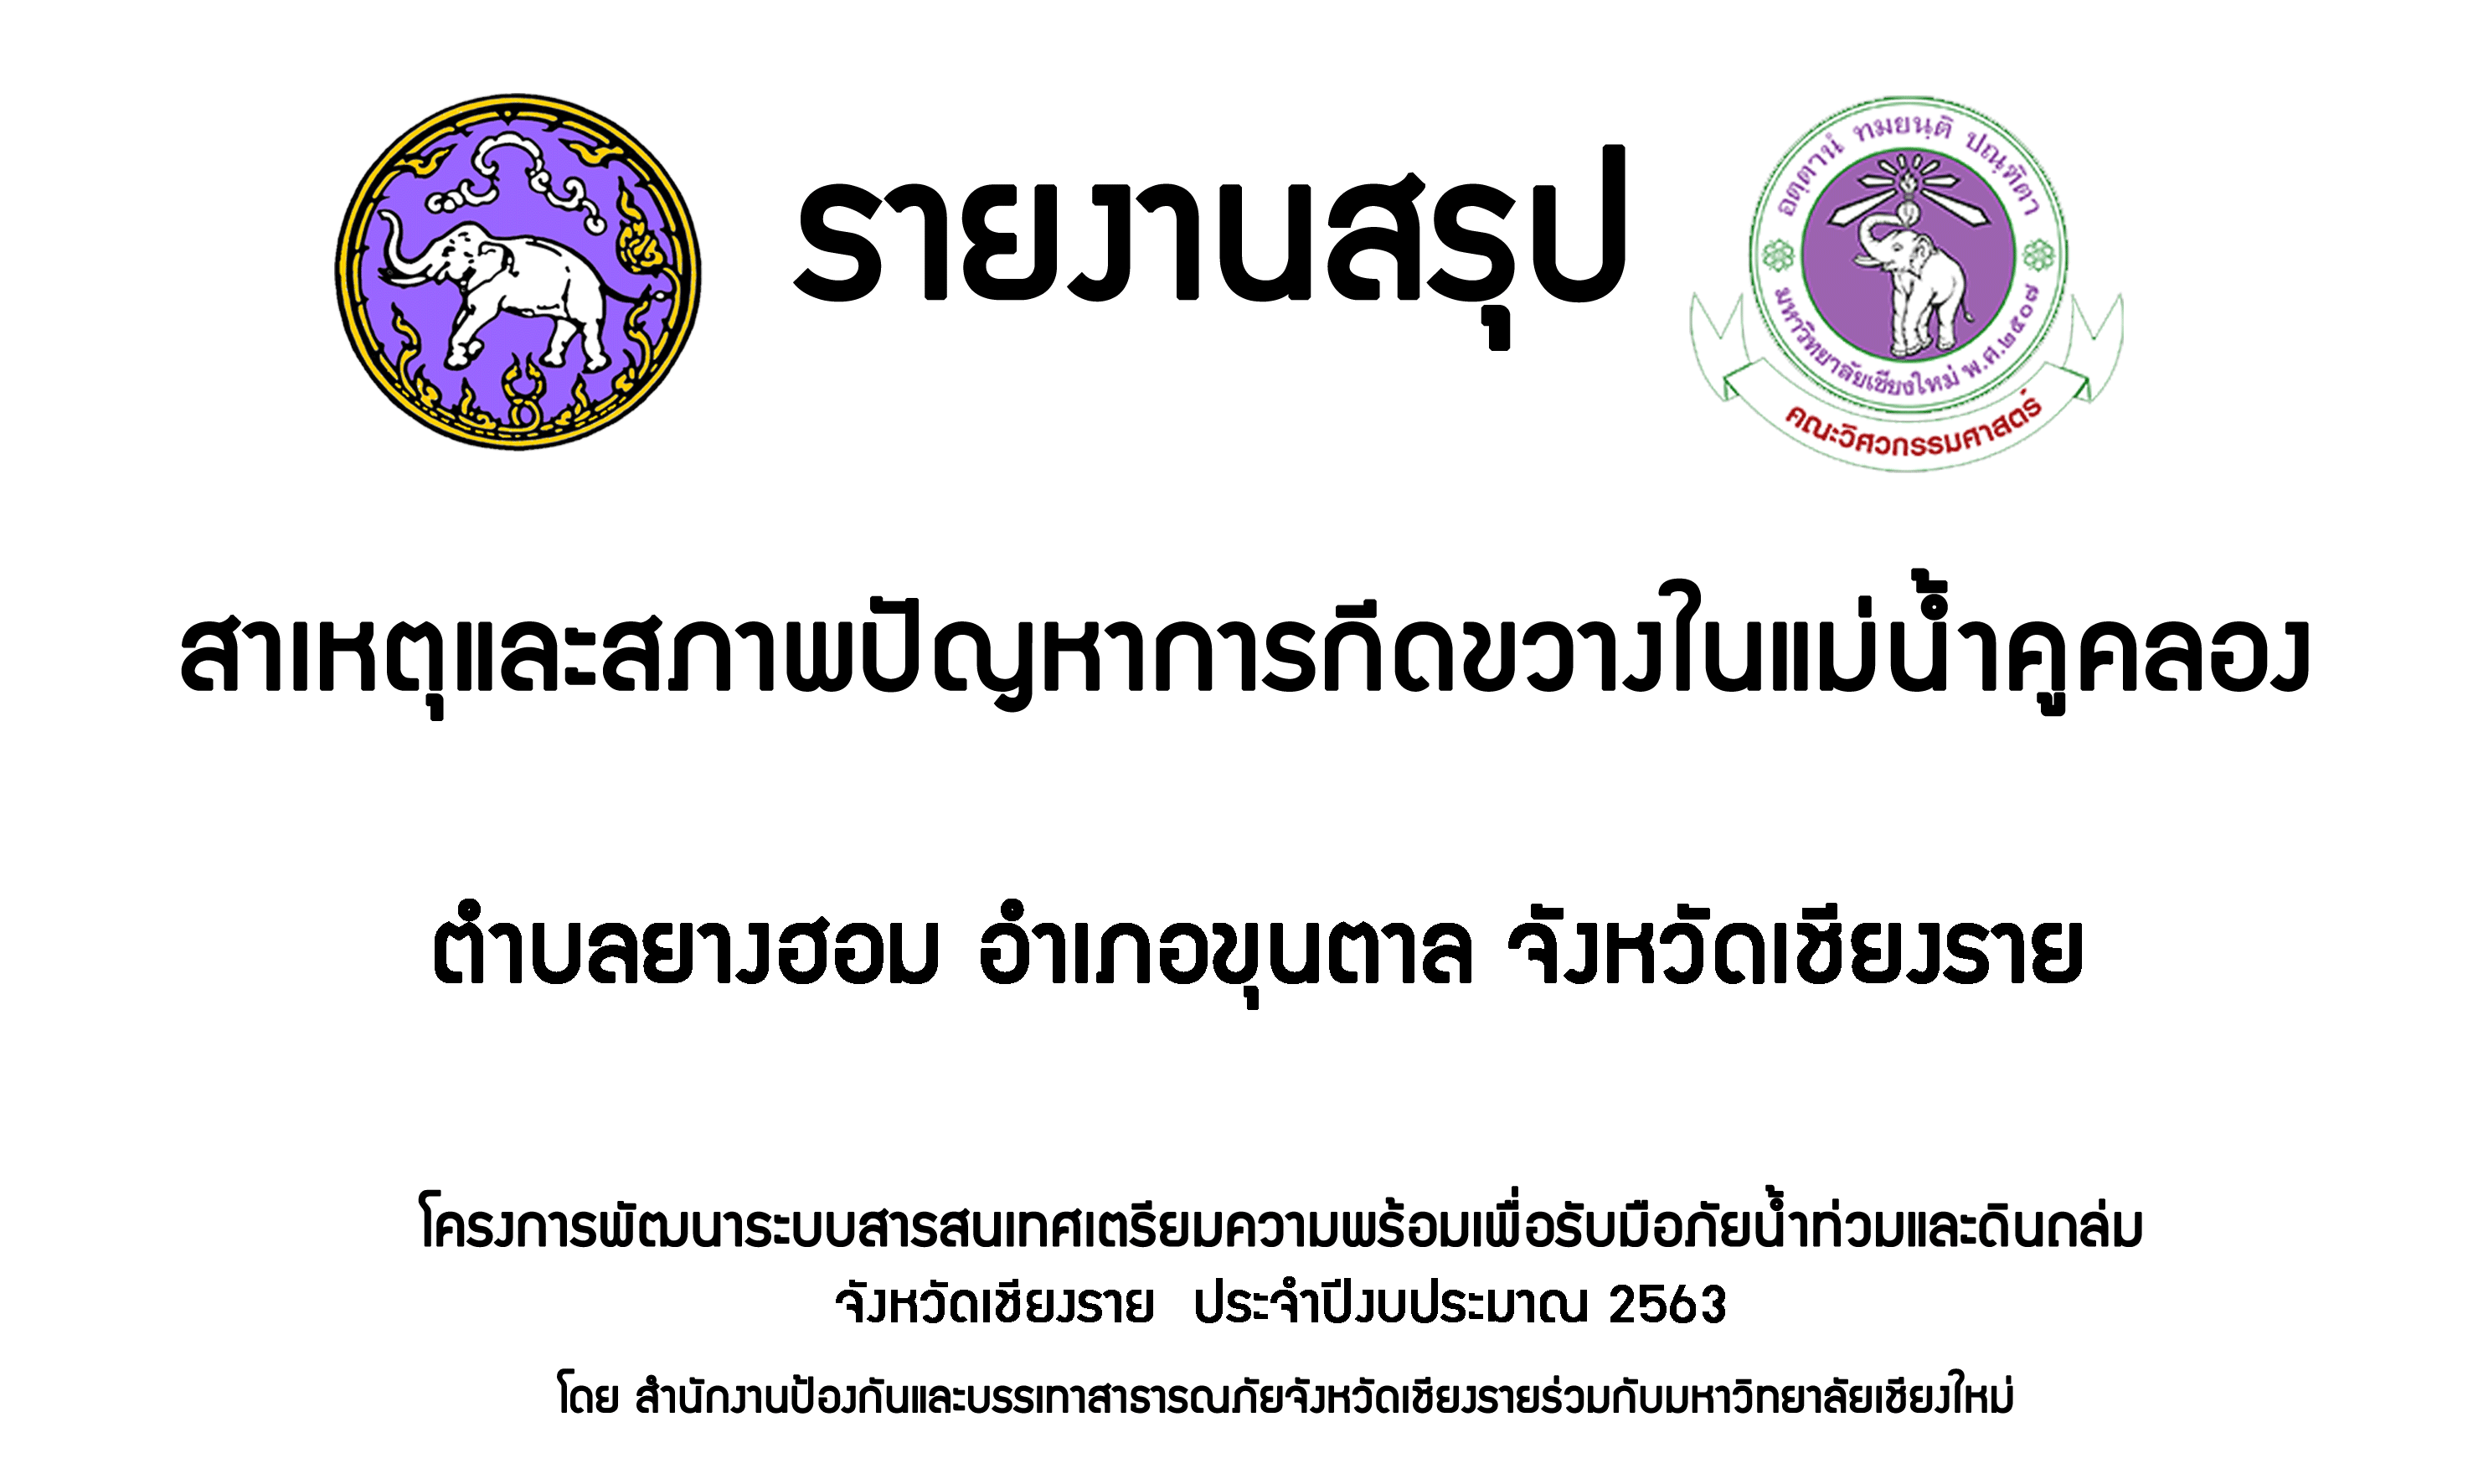 รายงานสรุป
อตฺตานํ ทมยนฺติ ปณฺฑิตา
มหาวิทยาลัยเชียงใหม่ พ.ศ.๒๕๐๗
คณะวิศวกรรมศาสตร์
สาเหตุและสภาพปัญหาการกีดขวางในแม่น้ำคูคลอง
ตำบลยางฮอม อำเภอขุนตาล จังหวัดเชียงราย
โครงการพัฒนาระบบสารสนเทศเตรียมความพร้อมเพื่อรับมือภัยน้ำท่วมและดินถล่ม
จังหวัดเชียงราย ประจำปีงบประมาณ 2563
โดย สำนักงานป้องกันและบรรเทาสาธารณภัยจังหวัดเชียงรายร่วมกับมหาวิทยาลัยเชียงใหม่